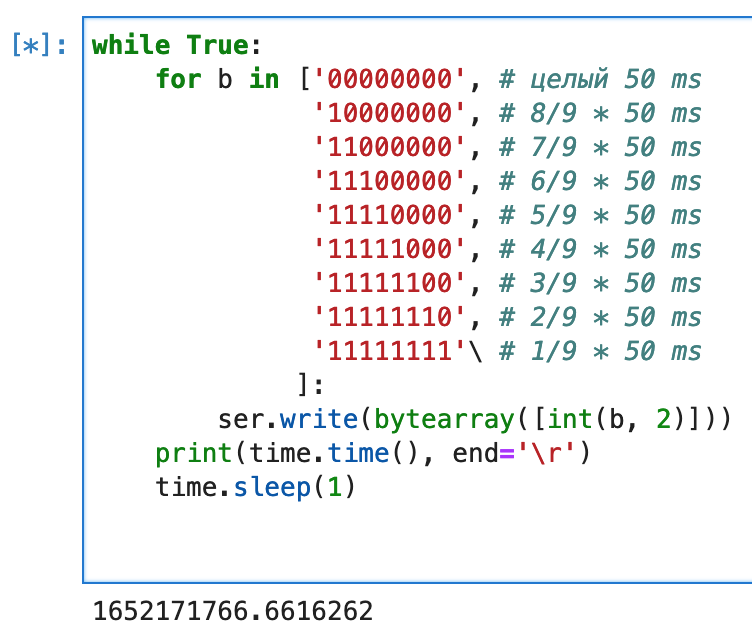 [*]: while True:
    for b in ['00000000', # целый 50 ms
              '10000000', # 8/9 * 50 ms
              '11000000', # 7/9 * 50 ms
              '11100000', # 6/9 * 50 ms
              '11110000', # 5/9 * 50 ms
              '11111000', # 4/9 * 50 ms
              '11111100', # 3/9 * 50 ms
              '11111110', # 2/9 * 50 ms
              '11111111'\ # 1/9 * 50 ms
             ]:
        ser.write(bytearray([int(b, 2)]))
    print(time.time(), end='\r')
    time.sleep(1)
1652171766.6616262